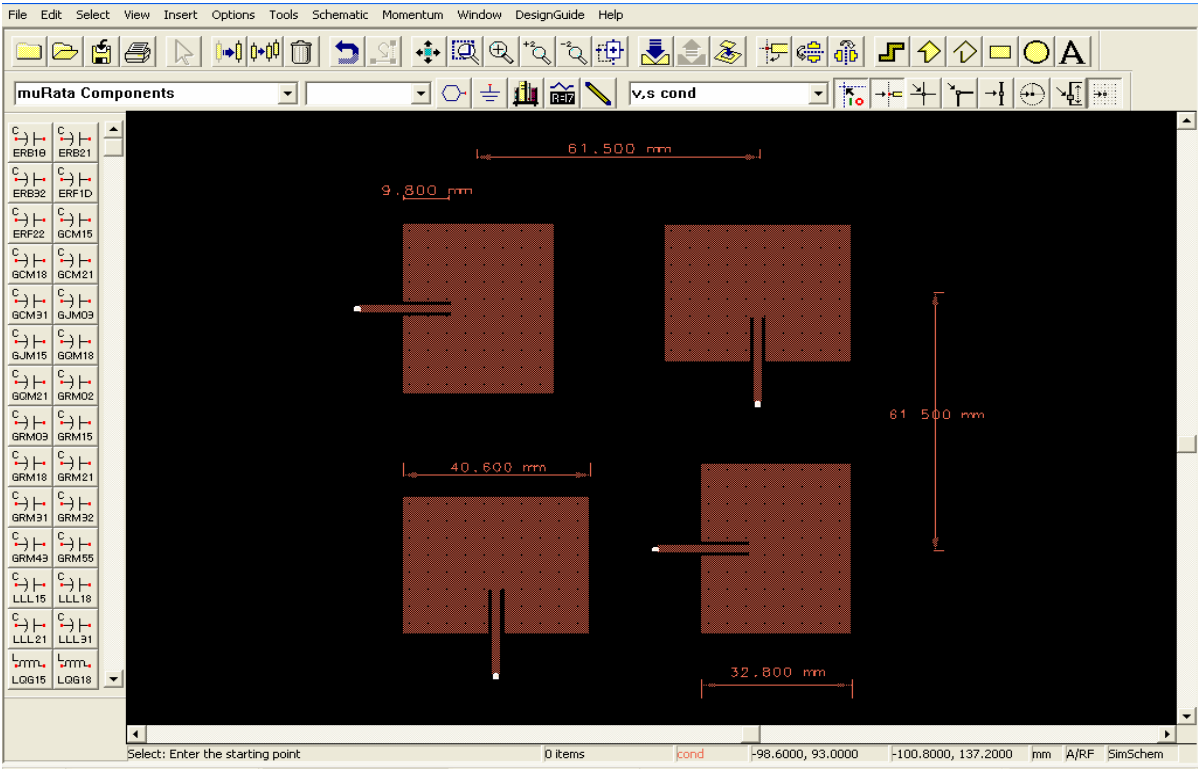 File Edit Select View Insert Options Tools Schematic Momentum Window DesignGuide Help
+2 -2 A
muRata Components v,s cond
C C
ERB18 ERB21
C C
ERB32 ERF1D
C C
ERF22 GCM15
C C
GCM18 GCM21
C C
GCM31 GJM03
C C
GJM15 GQM18
C C
GQM21 GRM02
C C
GRM03 GRM15
C C
GRM18 GRM21
C C
GRM31 GRM32
C C
GRM43 GRM55
C C
LLL15 LLL18
C C
LLL21 LLL31
L L
LQG15 LQG18
61.500 mm
9.800 mm
61.500 mm
40.600 mm
32.800 mm
Select: Enter the starting point 0 items cond -98.6000, 93.0000 -100.8000, 137.2000 mm A/RF SimSchem